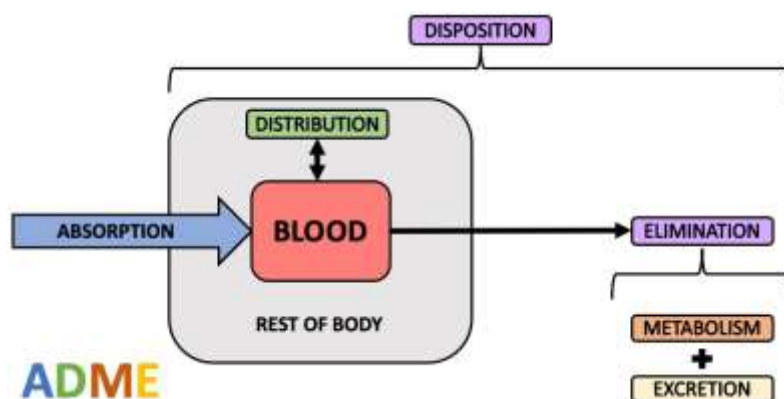 DISPOSITION
DISTRIBUTION
ABSORPTION
BLOOD
ELIMINATION
REST OF BODY
METABOLISM
+
ADME
EXCRETION